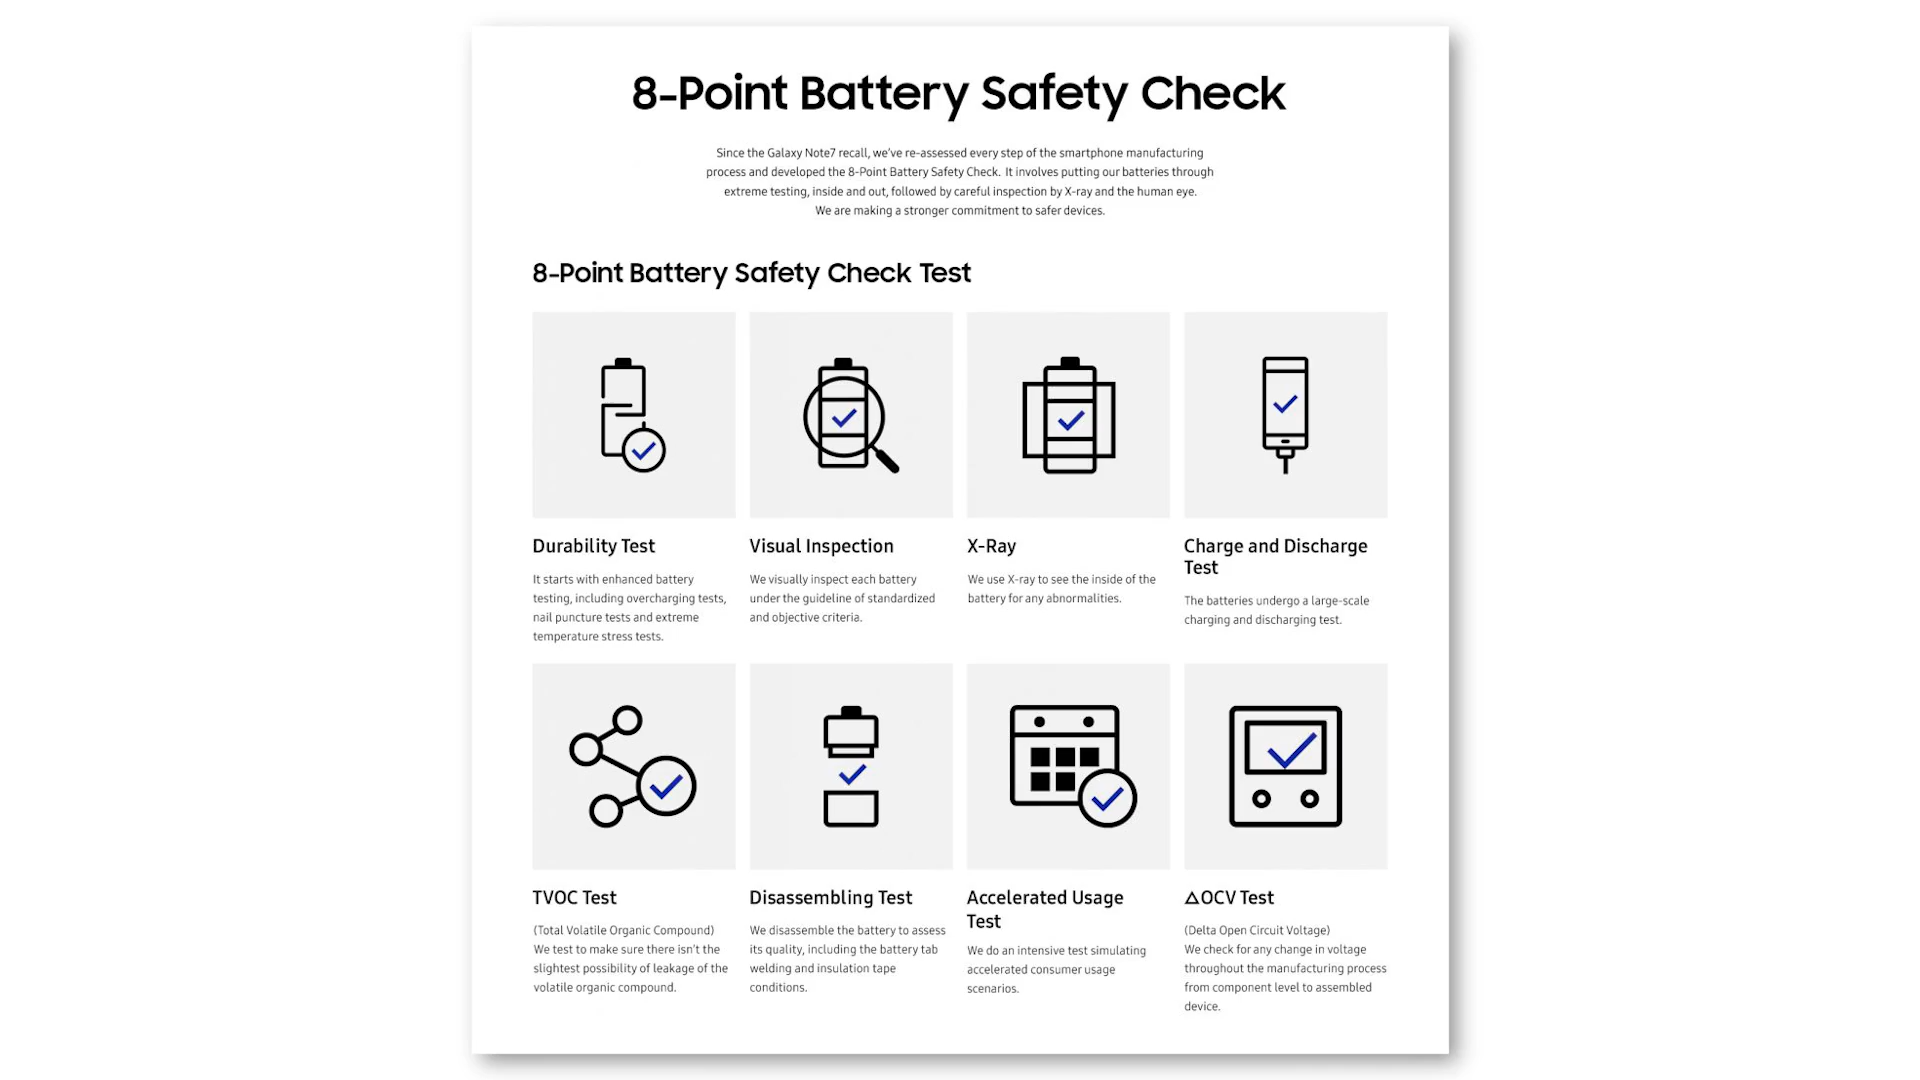 8-Point Battery Safety Check
Since the Galaxy Note7 recall, we've re-assessed every step of the smartphone manufacturing
process and developed the 8-Point Battery Safety Check. It involves putting our batteries through
extreme testing, inside and out, followed by careful inspection by X-ray and the human eye.
We are making a stronger commitment to safer devices.
8-Point Battery Safety Check Test
Durability Test
It starts with enhanced battery
testing, including overcharging tests,
nail puncture tests and extreme
temperature stress tests.
Visual Inspection
We visually inspect each battery
under the guideline of standardized
and objective criteria.
X-Ray
We use X-ray to see the inside of the
battery for any abnormalities.
Charge and Discharge
Test
The batteries undergo a large-scale
charging and discharging test.
TVOC Test
(Total Volatile Organic Compound)
We test to make sure there isn't the
slightest possibility of leakage of the
volatile organic compound.
Disassembling Test
We disassemble the battery to assess
its quality, including the battery tab
welding and insulation tape
conditions.
Accelerated Usage
Test
We do an intensive test simulating
accelerated consumer usage
scenarios.
△OCV Test
(Delta Open Circuit Voltage)
We check for any change in voltage
throughout the manufacturing process
from component level to assembled
device.